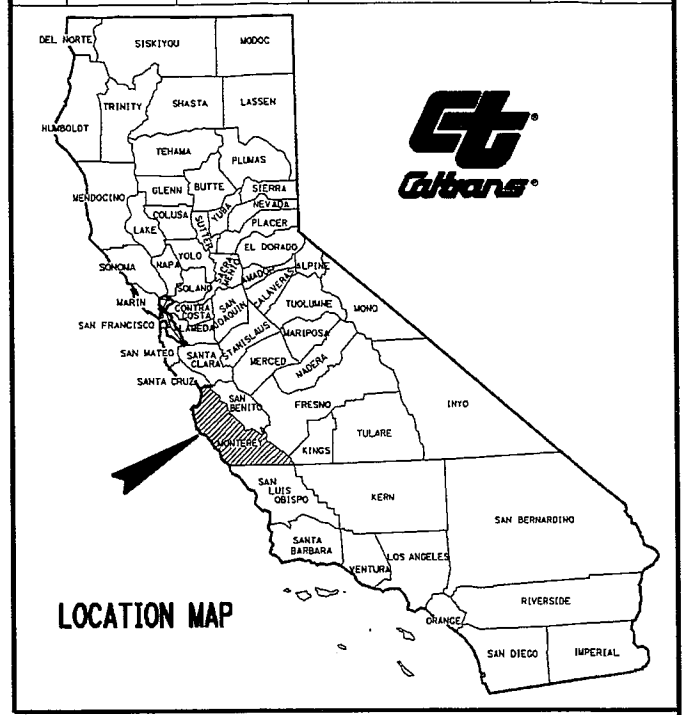 DEL NORTE
SISKIYOU
MODOC
TRINITY
SHASTA
LASSEN
HUMBOLDT
TEHAMA
PLUMAS
MENDOCINO
GLENN
BUTTE
SIERRA
NEVADA
YUBA
COLUSA
SUTTER
PLACER
LAKE
EL DORADO
YOLO
NAPA
SONOMA
SACRA
MENTO
AMADOR
ALPINE
SOLANO
CALAVERAS
MARIN
CONTRA
COSTA
SAN
JOAQUIN
TUOLUMNE
MONO
SAN FRANCISCO
ALAMEDA
STANISLAUS
MARIPOSA
SAN MATEO
SANTA
CLARA
MERCED
MADERA
SANTA CRUZ
SAN
BENITO
FRESNO
INYO
MONTEREY
KINGS
TULARE
SAN
LUIS
OBISPO
KERN
SAN BERNARDINO
SANTA
BARBARA
VENTURA
LOS ANGELES
ORANGE
RIVERSIDE
SAN DIEGO
IMPERIAL
Ct®
Caltrans®
LOCATION MAP